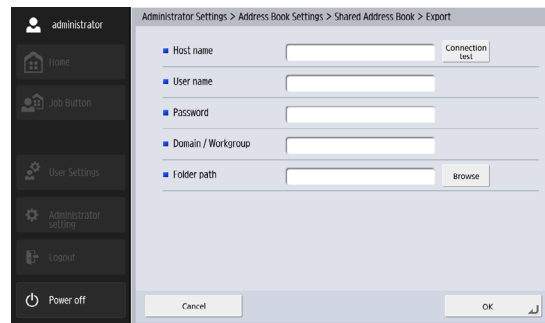 administrator
Home
Job Button
User Settings
Administrator
setting
Logout
Power off
Administrator Settings > Address Book Settings > Shared Address Book > Export
Host name
Connection
test
User name
Password
Domain / Workgroup
Folder path
Browse
Cancel
OK